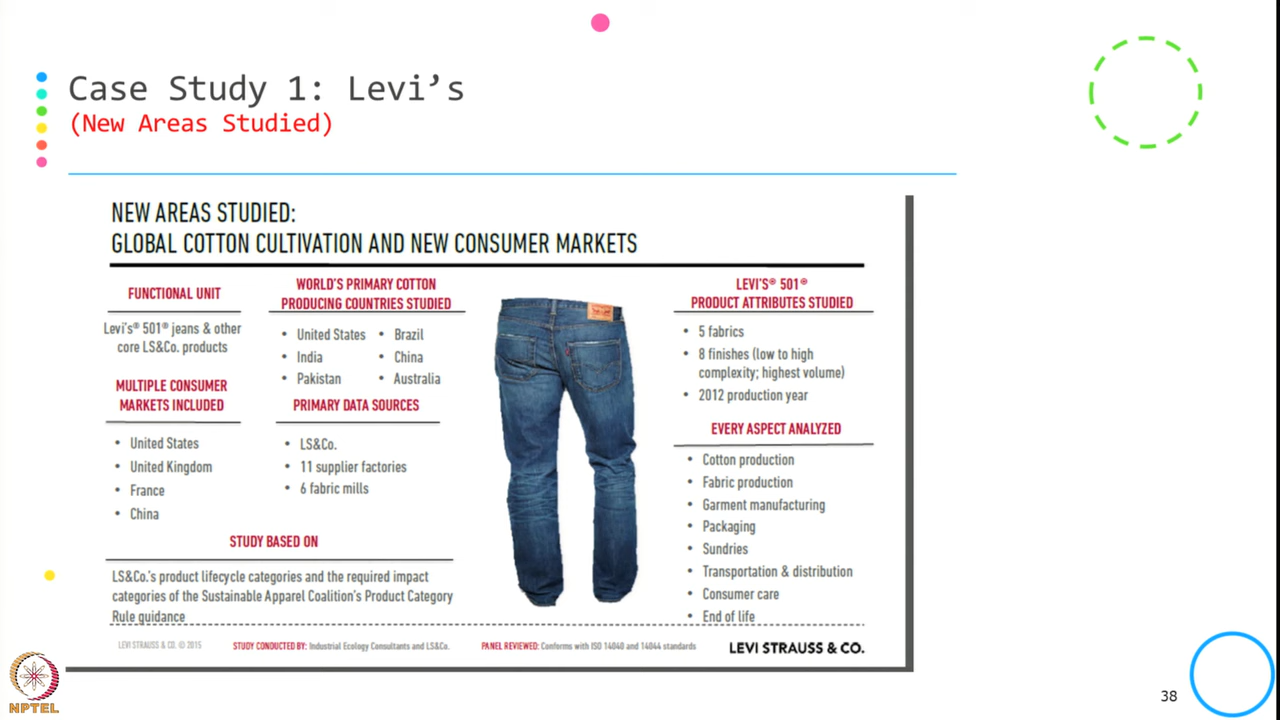 Case Study 1: Levi’s
(New Areas Studied)
NEW AREAS STUDIED:
GLOBAL COTTON CULTIVATION AND NEW CONSUMER MARKETS
FUNCTIONAL UNIT
Levi's® 501® jeans & other
core LS&Co. products
MULTIPLE CONSUMER
MARKETS INCLUDED
• United States
• United Kingdom
• France
• China
WORLD'S PRIMARY COTTON
PRODUCING COUNTRIES STUDIED
• United States • Brazil
• India • China
• Pakistan • Australia
PRIMARY DATA SOURCES
• LS&Co.
• 11 supplier factories
• 6 fabric mills
STUDY BASED ON
LS&Co.'s product lifecycle categories and the required impact
categories of the Sustainable Apparel Coalition's Product Category
Rule guidance
LEVI'S® 501®
PRODUCT ATTRIBUTES STUDIED
• 5 fabrics
• 8 finishes (low to high
complexity; highest volume)
• 2012 production year
EVERY ASPECT ANALYZED
• Cotton production
• Fabric production
• Garment manufacturing
• Packaging
• Sundries
• Transportation & distribution
• Consumer care
• End of life
LEVI STRAUSS & CO. © 2015 STUDY CONDUCTED BY: Industrial Ecology Consultants and LS&Co. PANEL REVIEWED: Conforms with ISO 14040 and 14044 standards LEVI STRAUSS & CO.
NPTEL
38